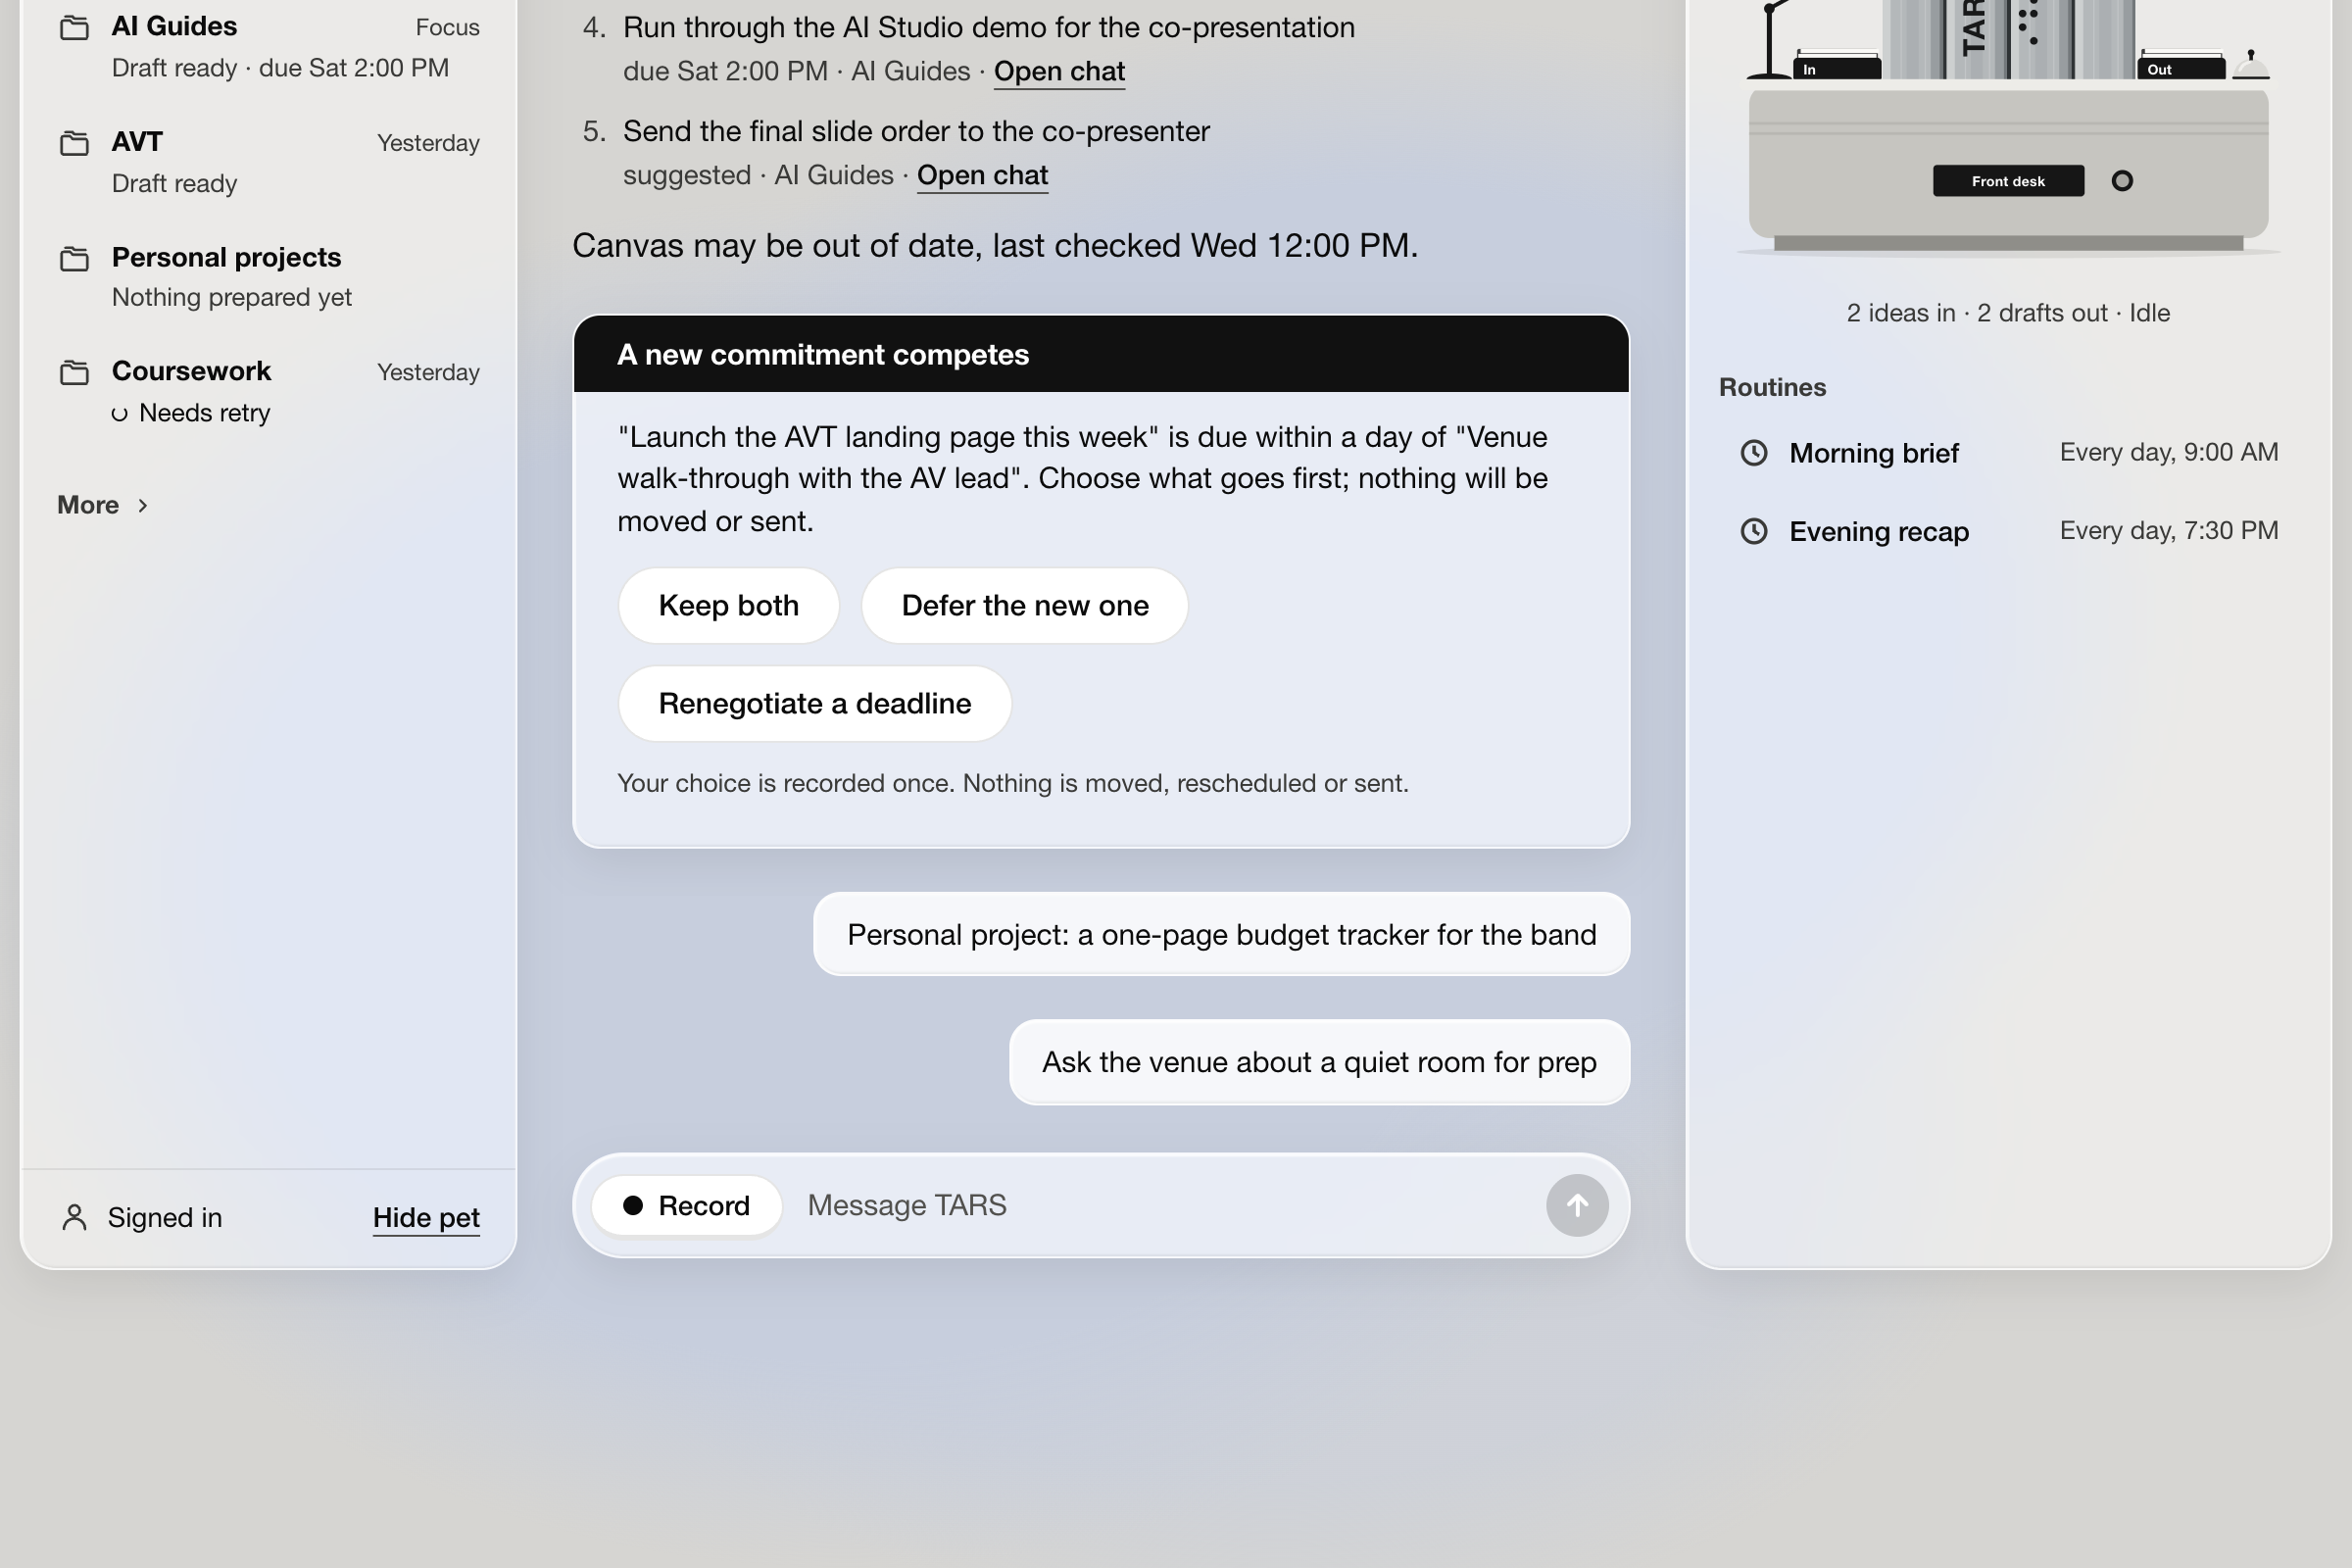 AI Guides
Focus
Draft ready · due Sat 2:00 PM
AVT
Yesterday
Draft ready
Personal projects
Nothing prepared yet
Coursework
Yesterday
Needs retry
More
Signed in
Hide pet
4. Run through the AI Studio demo for the co-presentation
due Sat 2:00 PM · AI Guides · Open chat
5. Send the final slide order to the co-presenter
suggested · AI Guides · Open chat
Canvas may be out of date, last checked Wed 12:00 PM.
A new commitment competes
"Launch the AVT landing page this week" is due within a day of "Venue
walk-through with the AV lead". Choose what goes first; nothing will be
moved or sent.
Keep both
Defer the new one
Renegotiate a deadline
Your choice is recorded once. Nothing is moved, rescheduled or sent.
Personal project: a one-page budget tracker for the band
Ask the venue about a quiet room for prep
Record
Message TARS
TAR
In
Out
Front desk
2 ideas in · 2 drafts out · Idle
Routines
Morning brief
Every day, 9:00 AM
Evening recap
Every day, 7:30 PM